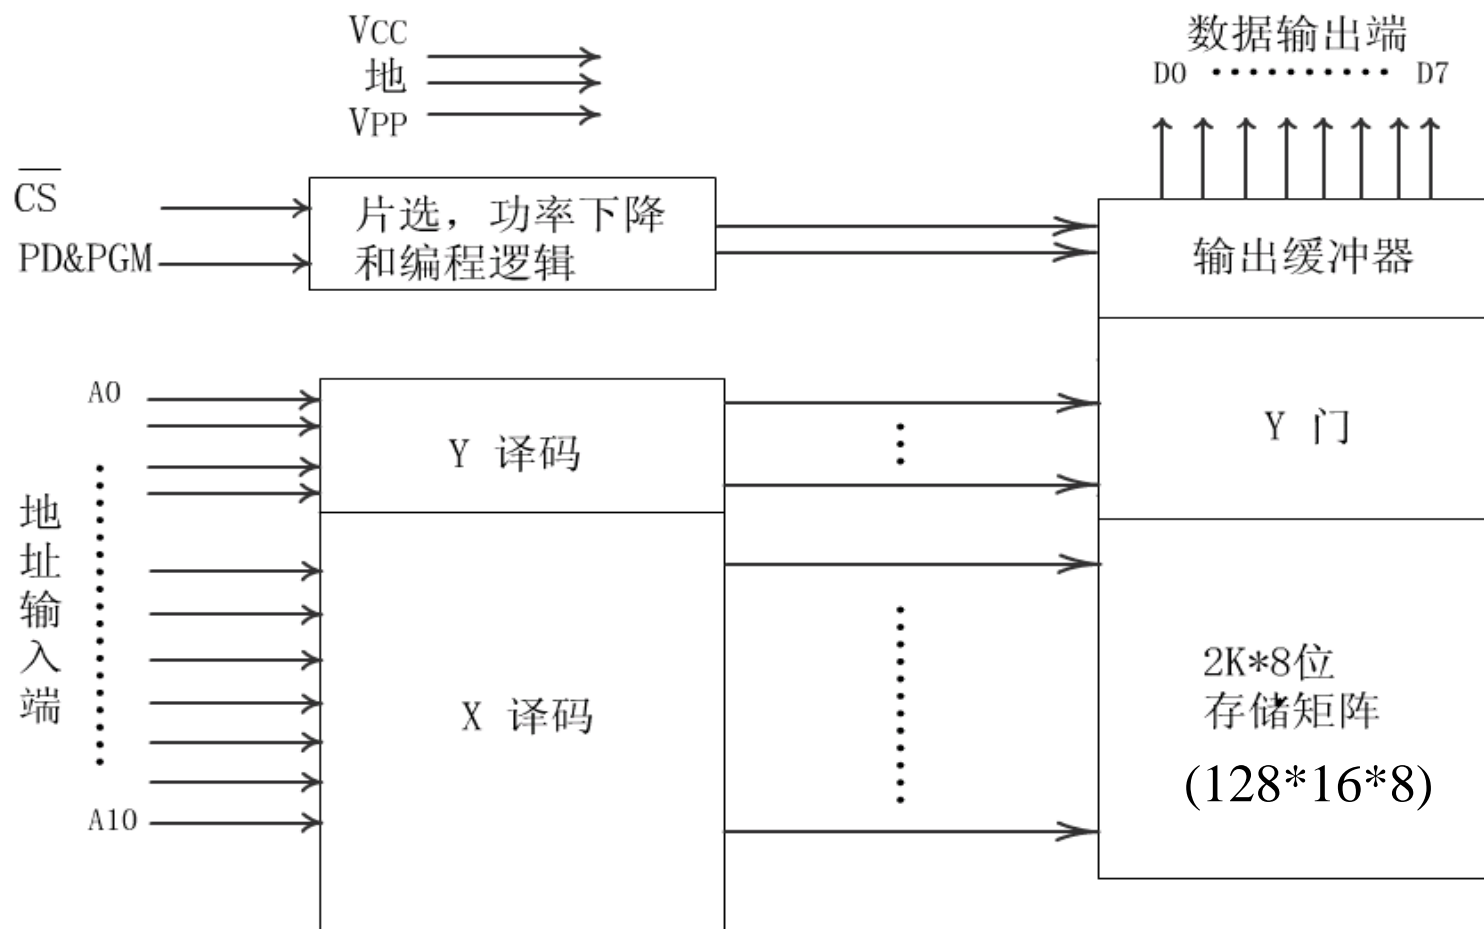 VCC
地
VPP
数据输出端
D0 ·········· D7
CS
PD&PGM
片选，功率下降
和编程逻辑
输出缓冲器
A0
Y 译码
Y 门
地址输入端
X 译码
2K*8位
存储矩阵
(128*16*8)
A10